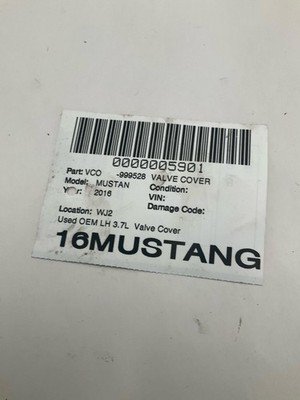 0000005901
Part: VCO -999528 VALVE COVER
Model: MUSTAN Condition:
Year: 2016 VIN:
Damage Code:
Location: WJ2
Used OEM LH 3.7L Valve Cover
16MUSTANG